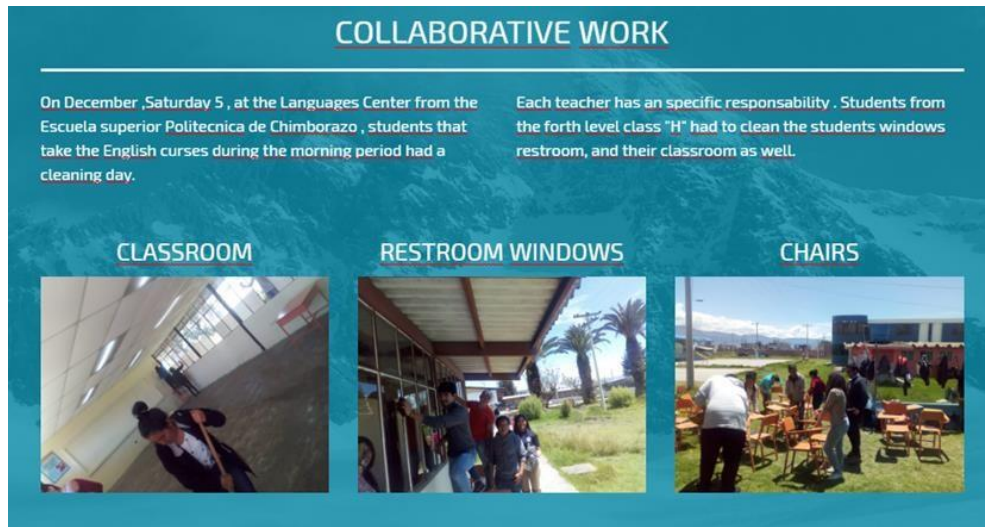 COLLABORATIVE WORK
On December ,Saturday 5 , at the Languages Center from the
Escuela superior Politecnica de Chimborazo , students that
take the English curses during the morning period had a
cleaning day.
Each teacher has an specific responsability . Students from
the forth level class "H" had to clean the students windows
restroom, and their classroom as well.
CLASSROOM
RESTROOM WINDOWS
CHAIRS